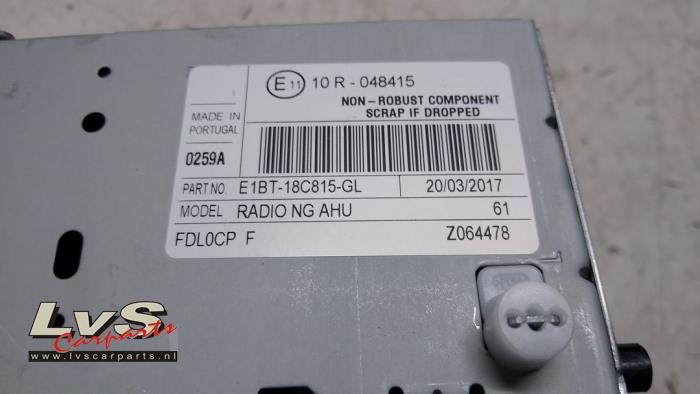 E11 10 R - 048415
NON-ROBUST COMPONENT
SCRAP IF DROPPED
MADE IN
PORTUGAL
0259A
PART NO. E1BT-18C815-GL 20/03/2017
MODEL RADIO NG AHU 61
FDL0CP F Z064478
LvS
Carparts
www.lvscarparts.nl